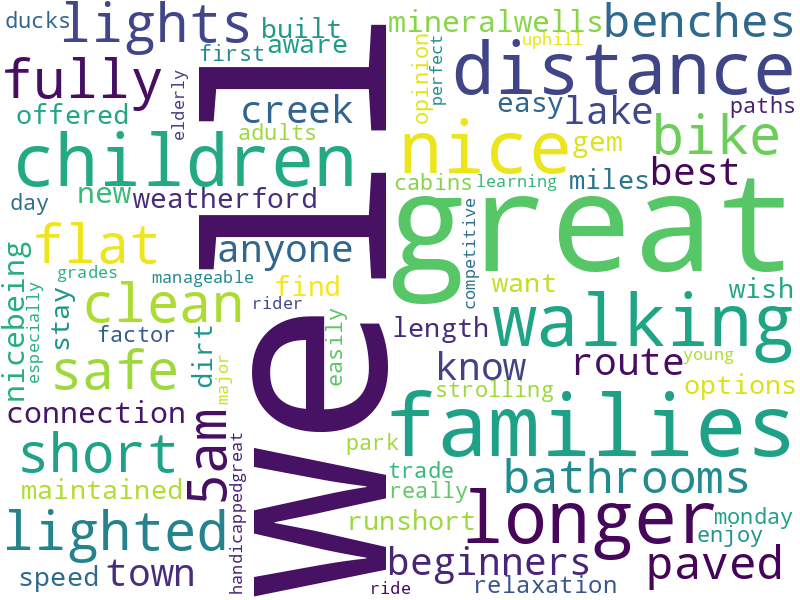 ducks
lights
built
mineralwells
benches
first
aware
uphill
opinion
perfect
distance
fully
elderly
creek
easy
lake
paths
offered
adults
nice
gem
bike
children
well
great
cabins
learning
miles
best
new
weatherford
day
anyone
competitive
flat
grades
manageable
find
want
wish
nicebeing
especially
stay
clean
rider
walking
factor
dirt
easily
length
safe
major
know
route
young
strolling
options
connection
5am
families
short
handicappedgreat
park
trade
bathrooms
maintained
really
longer
monday
lighted
runshort
enjoy
speed
town
beginners
paved
ride
relaxation